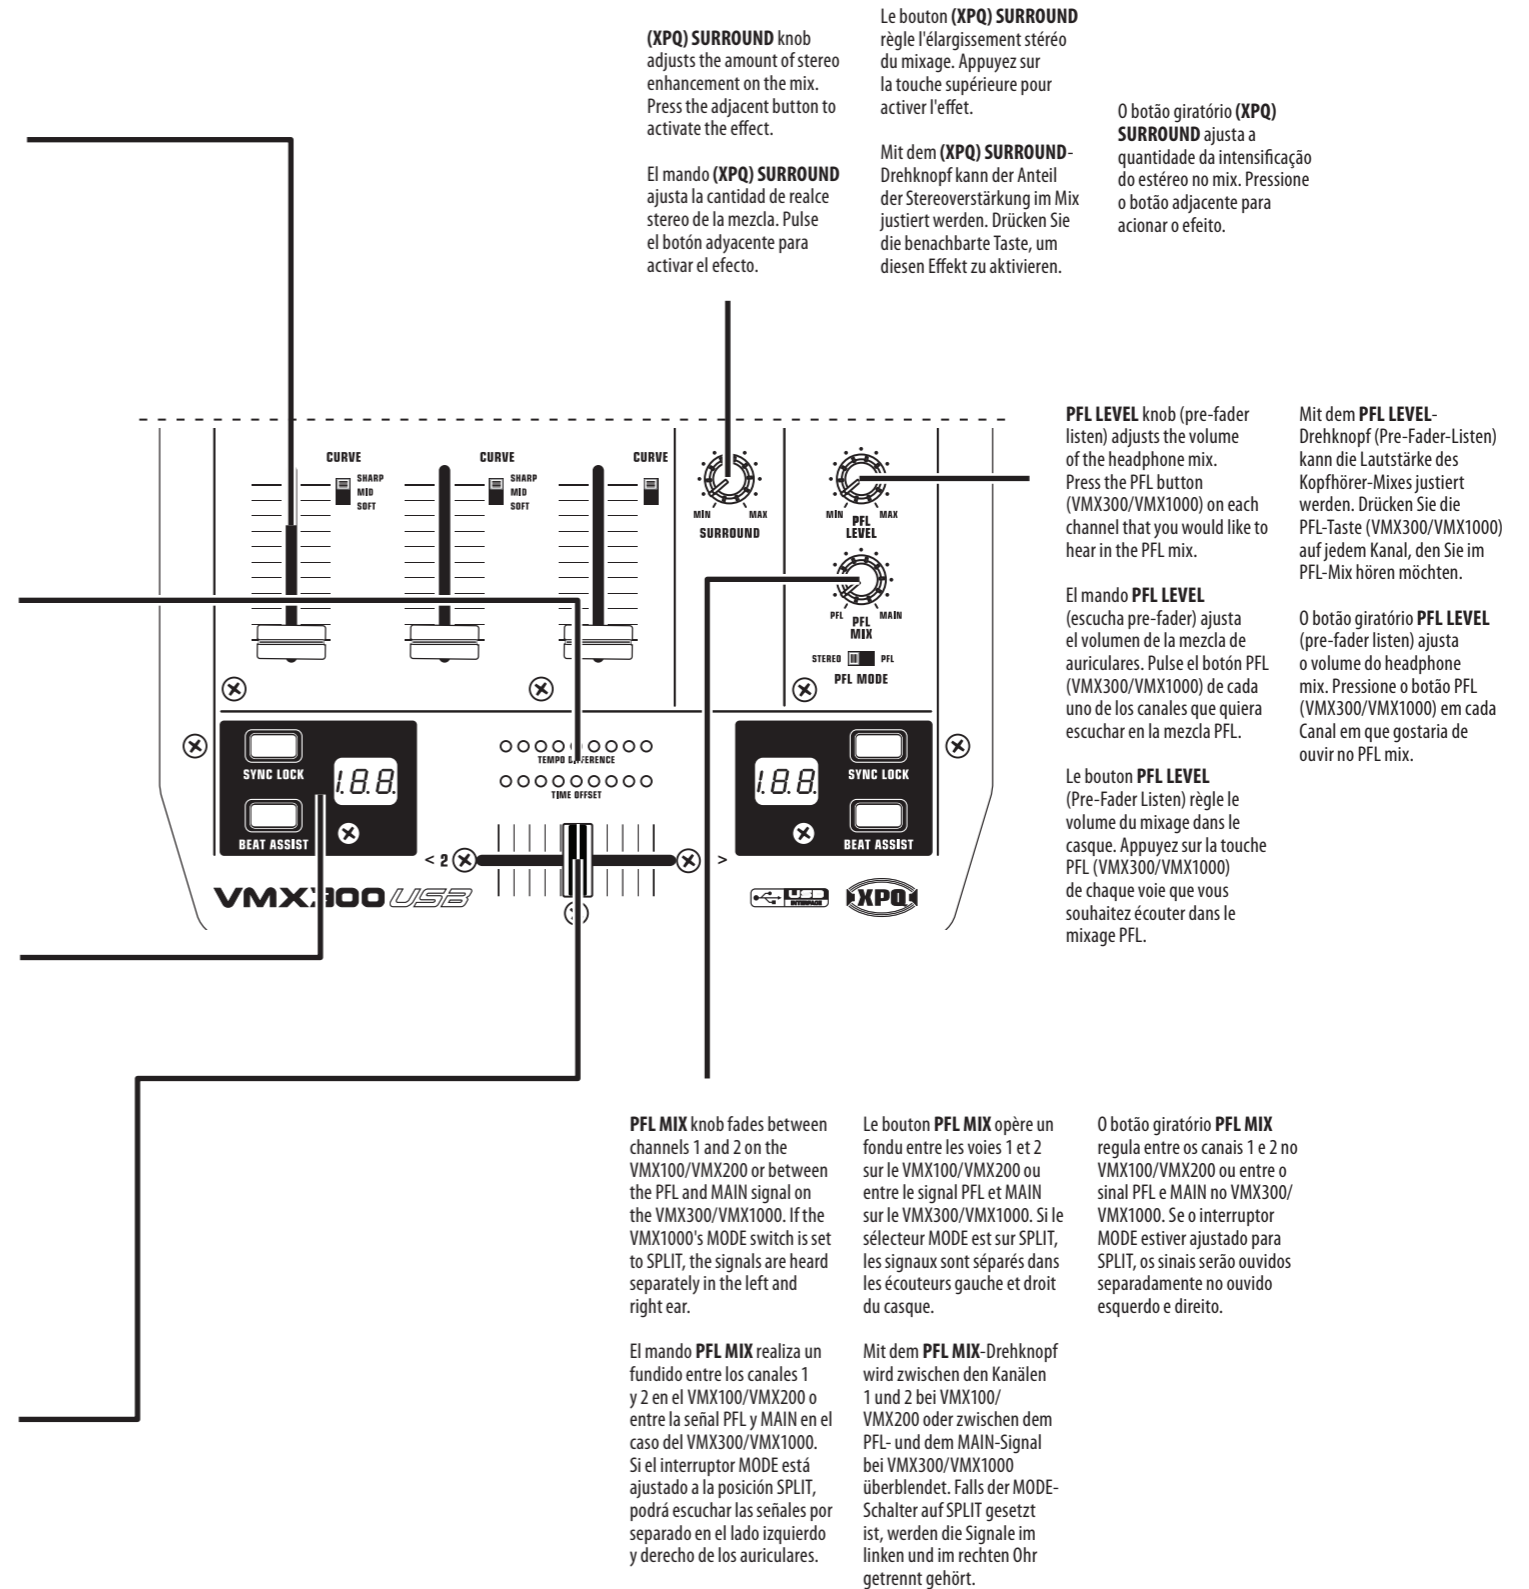 (XPQ) SURROUND knob
adjusts the amount of stereo
enhancement on the mix.
Press the adjacent button to
activate the effect.
El mando (XPQ) SURROUND
ajusta la cantidad de realce
stereo de la mezcla. Pulse
el botón adyacente para
activar el efecto.
Le bouton (XPQ) SURROUND
règle l'élargissement stéréo
du mixage. Appuyez sur
la touche supérieure pour
activer l'effet.
Mit dem (XPQ) SURROUND-
Drehknopf kann der Anteil
der Stereoverstärkung im Mix
justiert werden. Drücken Sie
die benachbarte Taste, um
diesen Effekt zu aktivieren.
O botão giratório (XPQ)
SURROUND ajusta a
quantidade da intensificação
do estéreo no mix. Pressione
o botão adjacente para
acionar o efeito.
CURVE
SHARP
MID
SOFT
CURVE
SHARP
MID
SOFT
CURVE
MIN MAX
SURROUND
MIN MAX
PFL
LEVEL
PFL MAIN
PFL
MIX
STEREO PFL
PFL MODE
SYNC LOCK
1.8.8.
BEAT ASSIST
TEMPO DIFFERENCE
TIME OFFSET
< 2
>
1.8.8.
SYNC LOCK
BEAT ASSIST
VMX300 USB
USB
INTERFACE
XPQ
PFL LEVEL knob (pre-fader
listen) adjusts the volume
of the headphone mix.
Press the PFL button
(VMX300/VMX1000) on each
channel that you would like to
hear in the PFL mix.
El mando PFL LEVEL
(escucha pre-fader) ajusta
el volumen de la mezcla de
auriculares. Pulse el botón PFL
(VMX300/VMX1000) de cada
uno de los canales que quiera
escuchar en la mezcla PFL.
Le bouton PFL LEVEL
(Pre-Fader Listen) règle le
volume du mixage dans le
casque. Appuyez sur la touche
PFL (VMX300/VMX1000)
de chaque voie que vous
souhaitez écouter dans le
mixage PFL.
Mit dem PFL LEVEL-
Drehknopf (Pre-Fader-Listen)
kann die Lautstärke des
Kopfhörer-Mixes justiert
werden. Drücken Sie die
PFL-Taste (VMX300/VMX1000)
auf jedem Kanal, den Sie im
PFL-Mix hören möchten.
O botão giratório PFL LEVEL
(pre-fader listen) ajusta
o volume do headphone
mix. Pressione o botão PFL
(VMX300/VMX1000) em cada
Canal em que gostaria de
ouvir no PFL mix.
PFL MIX knob fades between
channels 1 and 2 on the
VMX100/VMX200 or between
the PFL and MAIN signal on
the VMX300/VMX1000. If the
VMX1000's MODE switch is set
to SPLIT, the signals are heard
separately in the left and
right ear.
El mando PFL MIX realiza un
fundido entre los canales 1
y 2 en el VMX100/VMX200 o
entre la señal PFL y MAIN en el
caso del VMX300/VMX1000.
Si el interruptor MODE está
ajustado a la posición SPLIT,
podrá escuchar las señales por
separado en el lado izquierdo
y derecho de los auriculares.
Le bouton PFL MIX opère un
fondu entre les voies 1 et 2
sur le VMX100/VMX200 ou
entre le signal PFL et MAIN
sur le VMX300/VMX1000. Si le
sélecteur MODE est sur SPLIT,
les signaux sont séparés dans
les écouteurs gauche et droit
du casque.
Mit dem PFL MIX-Drehknopf
wird zwischen den Kanälen
1 und 2 bei VMX100/
VMX200 oder zwischen dem
PFL- und dem MAIN-Signal
bei VMX300/VMX1000
überblendet. Falls der MODE-
Schalter auf SPLIT gesetzt
ist, werden die Signale im
linken und im rechten Ohr
getrennt gehört.
O botão giratório PFL MIX
regula entre os canais 1 e 2 no
VMX100/VMX200 ou entre o
sinal PFL e MAIN no VMX300/
VMX1000. Se o interruptor
MODE estiver ajustado para
SPLIT, os sinais serão ouvidos
separadamente no ouvido
esquerdo e direito.